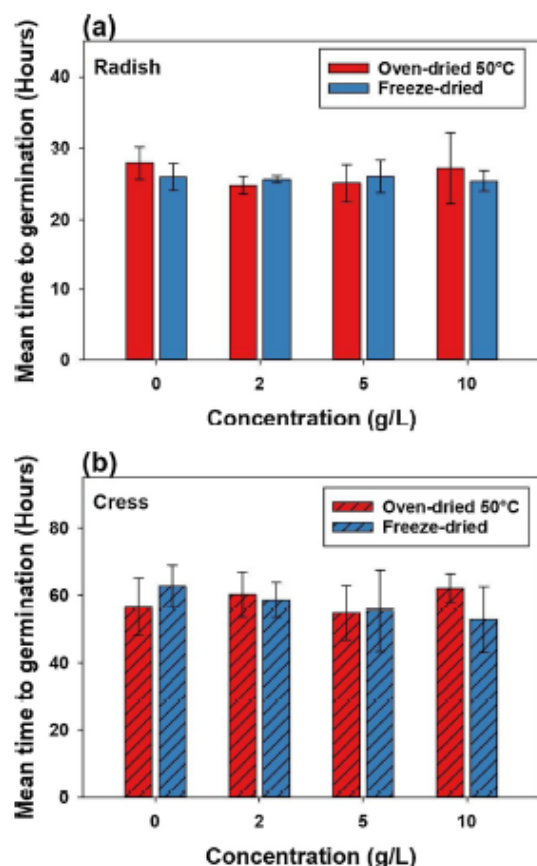 (a)
Radish
Oven-dried 50°C
Freeze-dried
Mean time to germination (Hours)
40
30
20
10
0
0 2 5 10
Concentration (g/L)
(b)
Cress
Oven-dried 50°C
Freeze-dried
Mean time to germination (Hours)
80
60
40
20
0
0 2 5 10
Concentration (g/L)